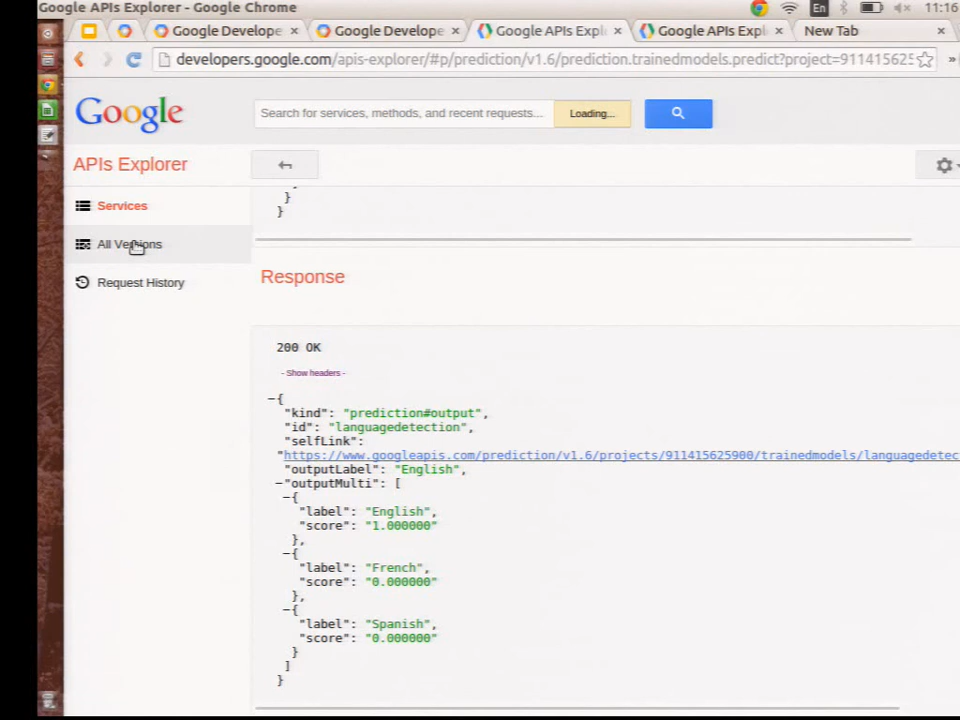 Google APIs Explorer - Google Chrome
En
11:16
Google Develope ×
Google Develope ×
Google APIs Expl ×
Google APIs Expl ×
New Tab ×
developers.google.com/apis-explorer/#p/prediction/v1.6/prediction.trainedmodels.predict?project=911415625
»
Google
Search for services, methods, and recent requests...
Loading...
APIs Explorer
Services
All Versions
Request History
}
}
Response
200 OK
- Show headers -
−{
"kind": "prediction#output",
"id": "languagedetection",
"selfLink":
"https://www.googleapis.com/prediction/v1.6/projects/911415625900/trainedmodels/languagedetec
"outputLabel": "English",
−"outputMulti": [
−{
"label": "English",
"score": "1.000000"
},
−{
"label": "French",
"score": "0.000000"
},
−{
"label": "Spanish",
"score": "0.000000"
}
]
}